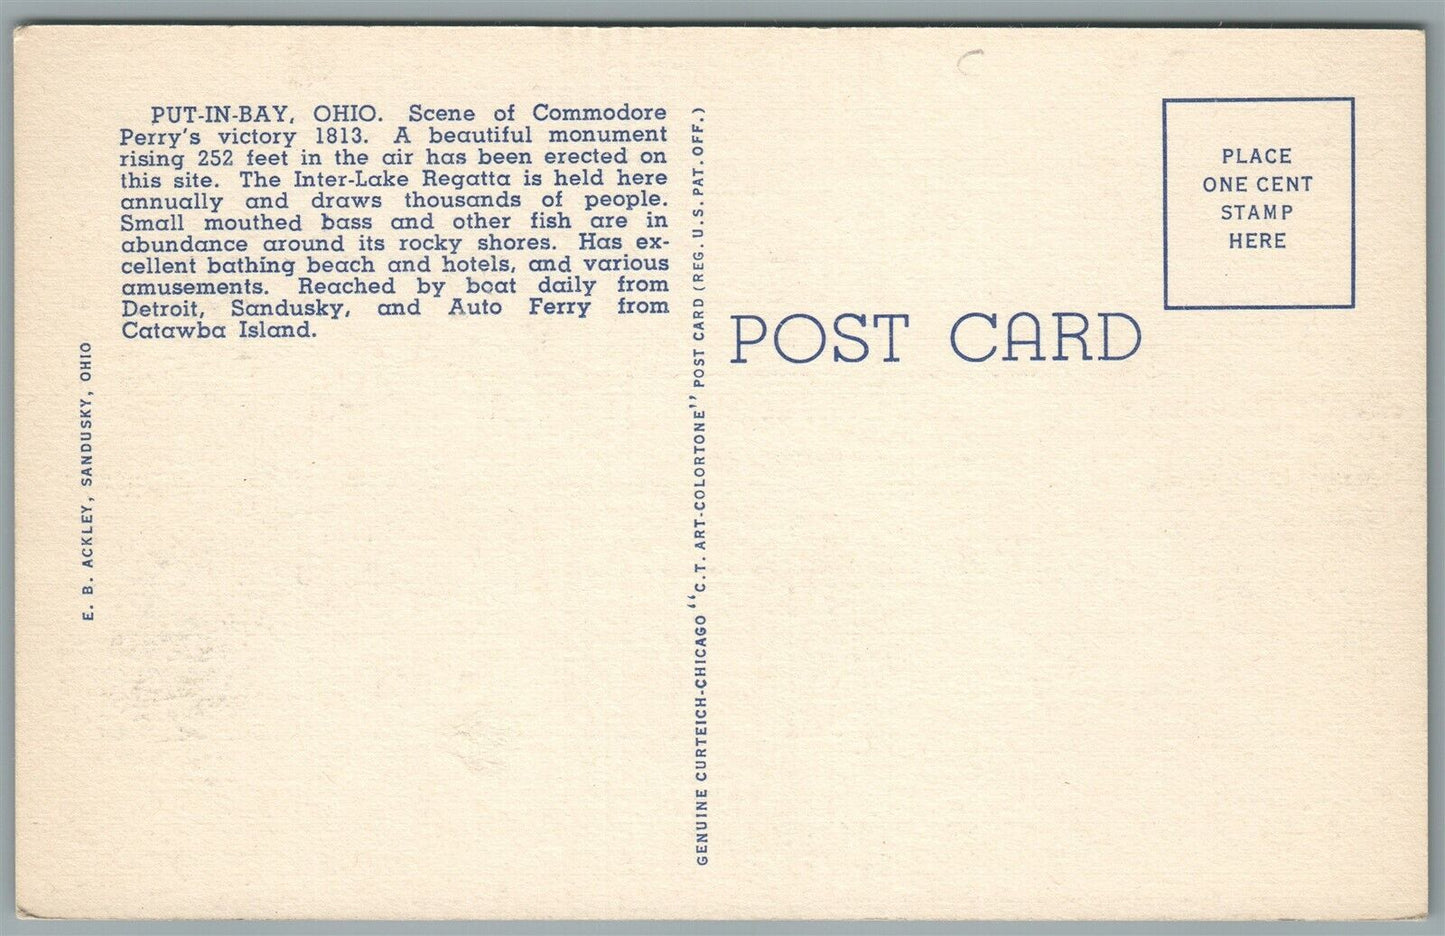 PUT-IN-BAY, OHIO. Scene of Commodore
Perry's victory 1813. A beautiful monument
rising 252 feet in the air has been erected on
this site. The Inter-Lake Regatta is held here
annually and draws thousands of people.
Small mouthed bass and other fish are in
abundance around its rocky shores. Has ex-
cellent bathing beach and hotels, and various
amusements. Reached by boat daily from
Detroit, Sandusky, and Auto Ferry from
Catawba Island.
E. B. ACKLEY, SANDUSKY, OHIO
GENUINE CURTEICH-CHICAGO "C.T. ART-COLORTONE" POST CARD (REG. U.S. PAT. OFF.)
POST CARD
PLACE
ONE CENT
STAMP
HERE